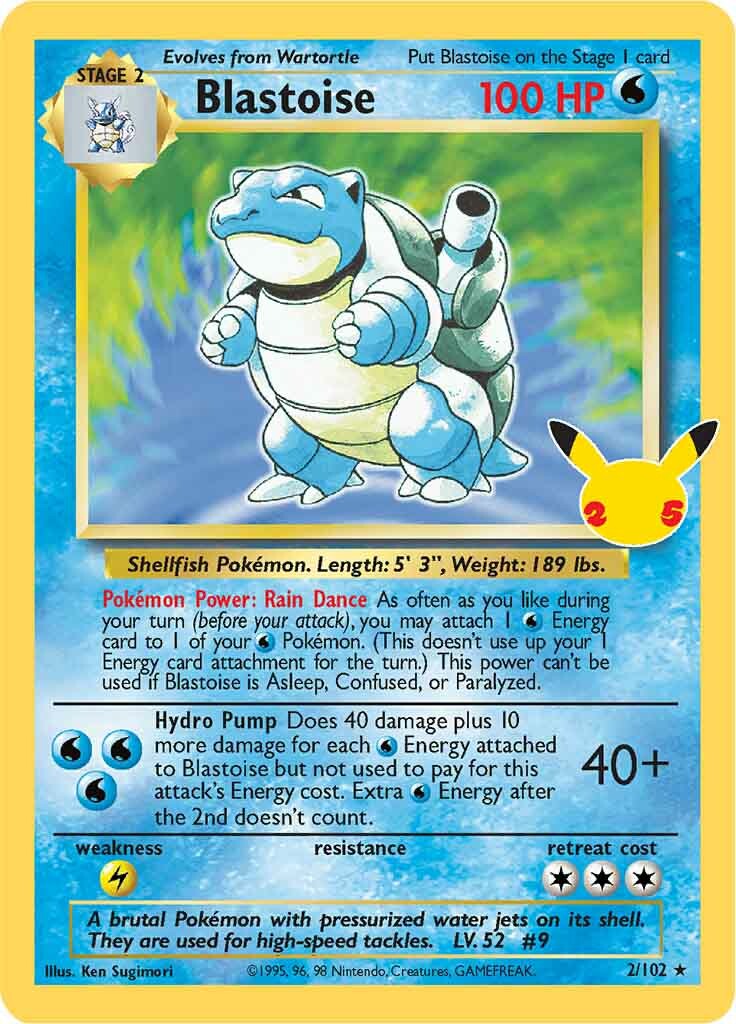 Evolves from Wartortle
Put Blastoise on the Stage 1 card
STAGE 2
Blastoise
100 HP
25
Shellfish Pokémon. Length: 5' 3", Weight: 189 lbs.
Pokémon Power: Rain Dance As often as you like during
your turn (before your attack), you may attach 1 Energy
card to 1 of your Pokémon. (This doesn't use up your 1
Energy card attachment for the turn.) This power can't be
used if Blastoise is Asleep, Confused, or Paralyzed.
Hydro Pump Does 40 damage plus 10
more damage for each Energy attached
to Blastoise but not used to pay for this
attack's Energy cost. Extra Energy after
the 2nd doesn't count.
40+
weakness
resistance
retreat cost
A brutal Pokémon with pressurized water jets on its shell.
They are used for high-speed tackles. LV. 52 #9
Illus. Ken Sugimori
©1995, 96, 98 Nintendo, Creatures, GAMEFREAK.
2/102 ★